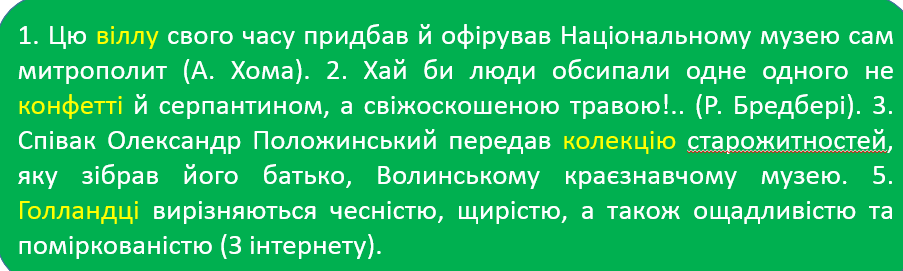 1. Цю віллу свого часу придбав й офірував Національному музею сам
митрополит (А. Хома). 2. Хай би люди обсипали одне одного не
конфетті й серпантином, а свіжоскошеною травою!.. (Р. Бредбері). 3.
Співак Олександр Положинський передав колекцію старожитностей,
яку зібрав його батько, Волинському краєзнавчому музею. 5.
Голландці вирізняються чесністю, щирістю, а також ощадливістю та
поміркованістю (З інтернету).